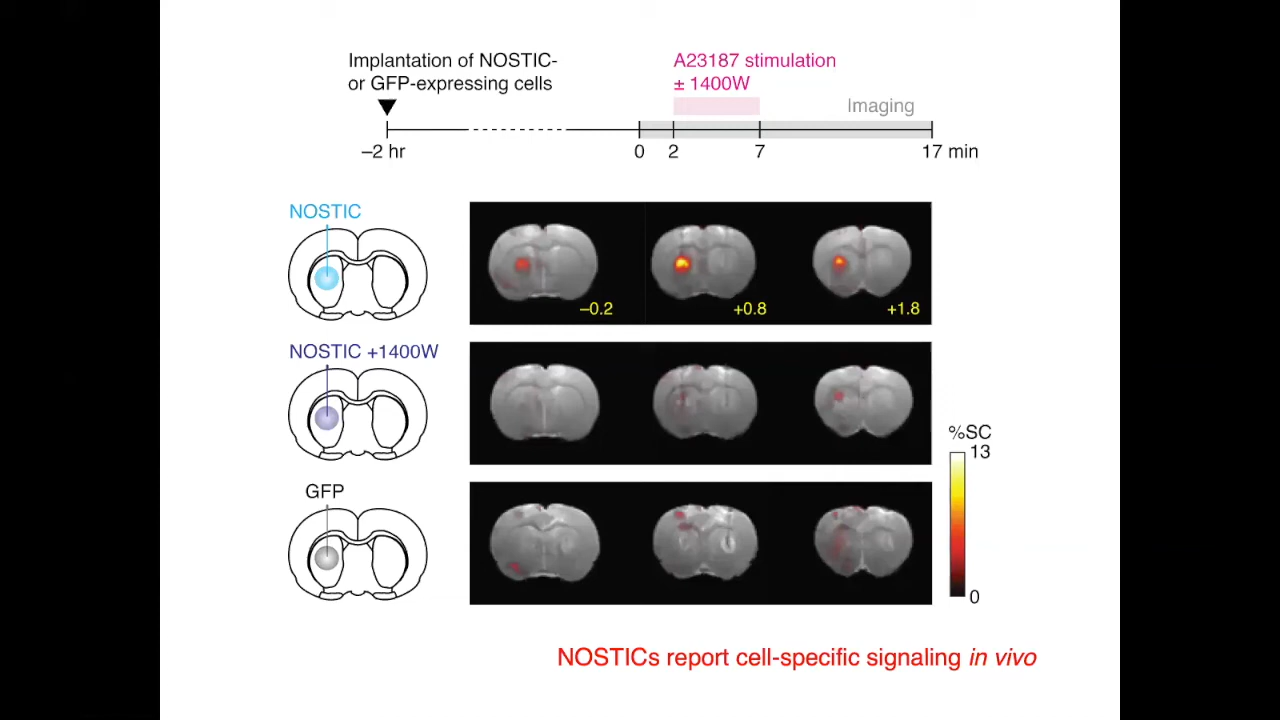 Implantation of NOSTIC-
or GFP-expressing cells
A23187 stimulation
± 1400W
Imaging
–2 hr
0
2
7
17 min
NOSTIC
–0.2
+0.8
+1.8
NOSTIC +1400W
GFP
%SC
13
0
NOSTICs report cell-specific signaling in vivo